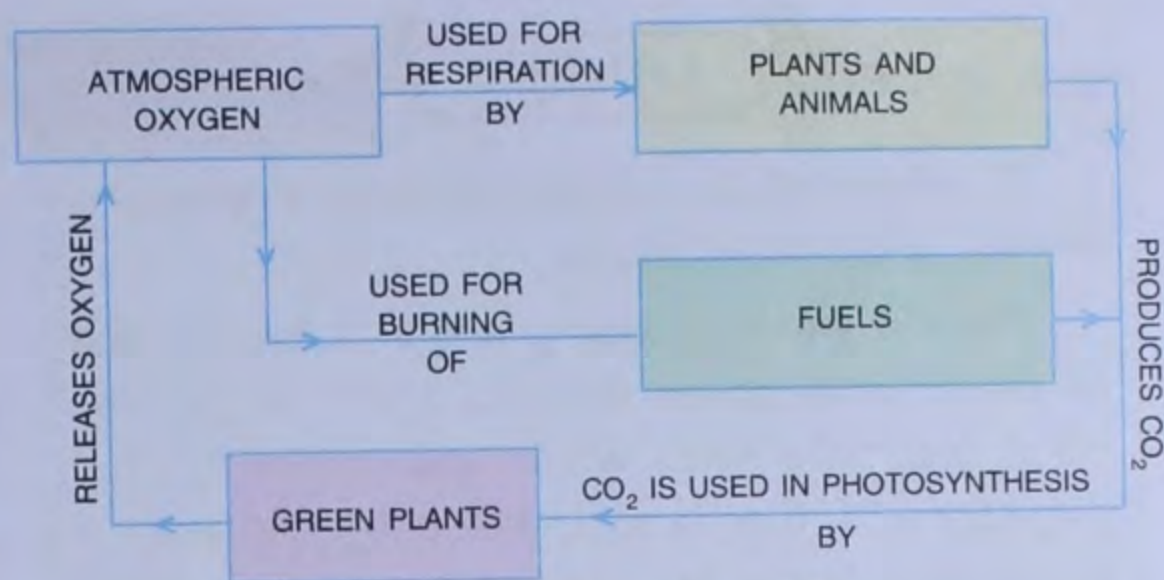 ATMOSPHERIC
OXYGEN
USED FOR
RESPIRATION
BY
PLANTS AND
ANIMALS
RELEASES OXYGEN
USED FOR
BURNING
OF
FUELS
PRODUCES CO₂
GREEN PLANTS
CO₂ IS USED IN PHOTOSYNTHESIS
BY